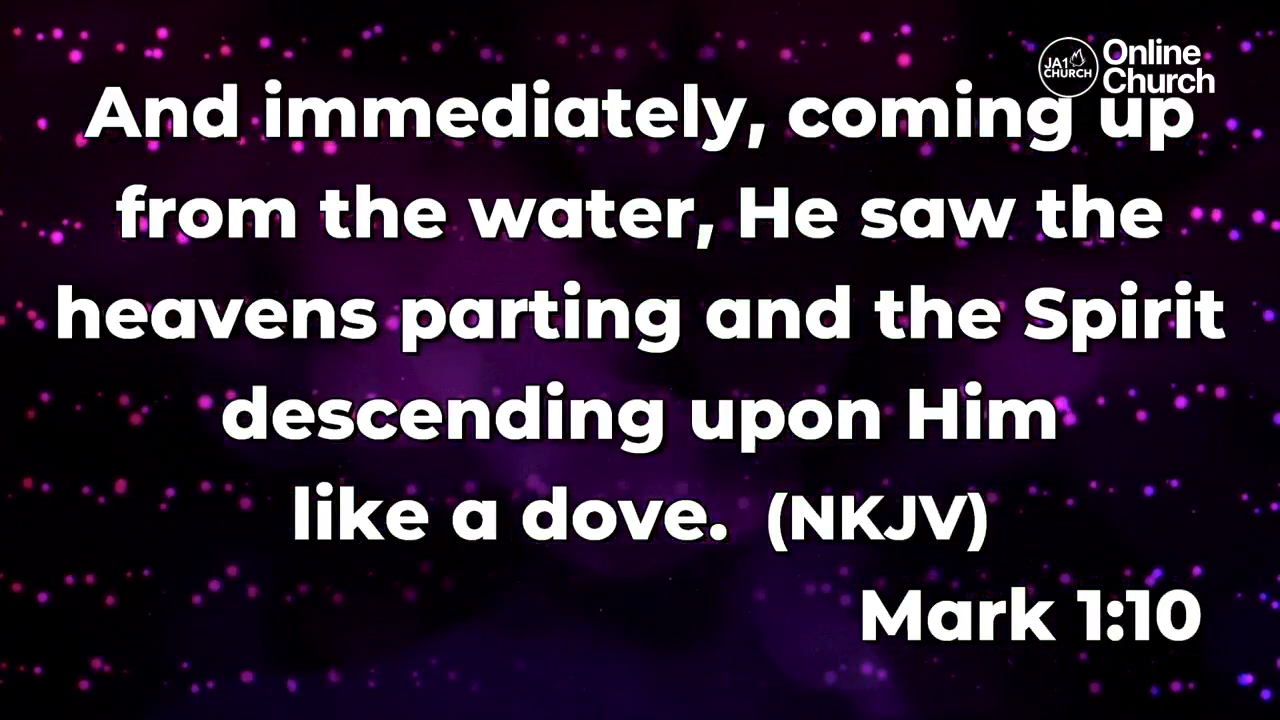 JA1
CHURCH
Online
Church
And immediately, coming up
from the water, He saw the
heavens parting and the Spirit
descending upon Him
like a dove. (NKJV)
Mark 1:10